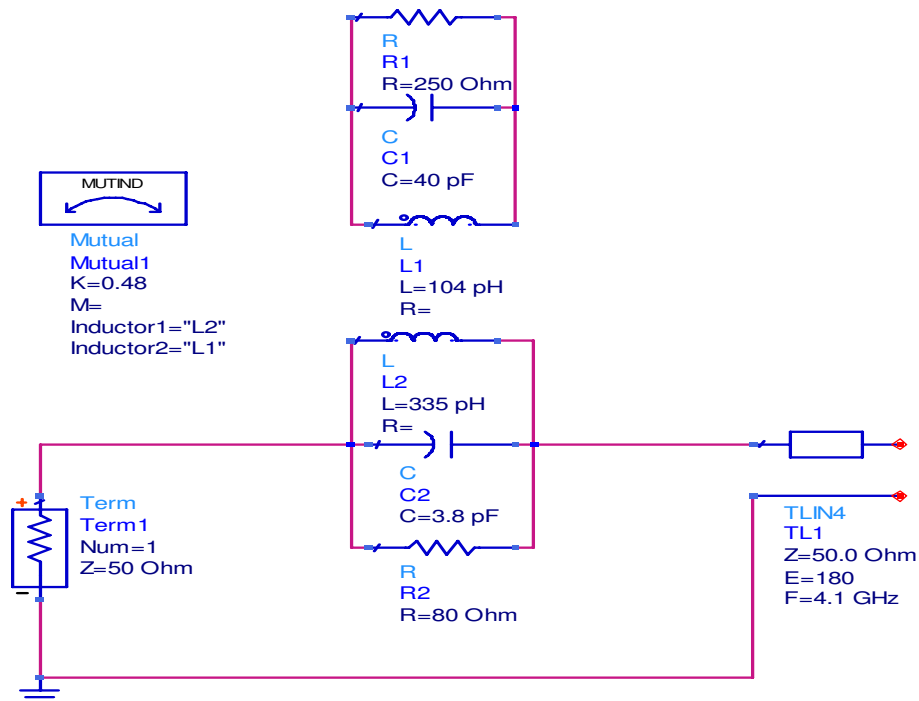 R
R1
R=250 Ohm
C
C1
C=40 pF
MUTIND
Mutual
Mutual1
K=0.48
M=
Inductor1="L2"
Inductor2="L1"
L
L1
L=104 pH
R=
L
L2
L=335 pH
R=
C
C2
C=3.8 pF
R
R2
R=80 Ohm
+
Term
Term1
Num=1
Z=50 Ohm
−
TLIN4
TL1
Z=50.0 Ohm
E=180
F=4.1 GHz